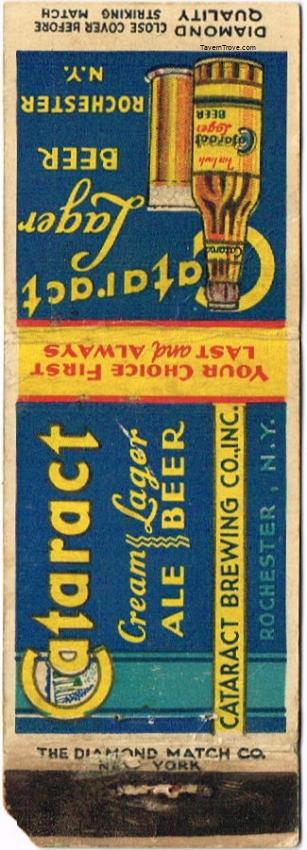 DIAMOND QUALITY
CLOSE COVER BEFORE STRIKING MATCH
TavernTrove.com
Cataract
Lager
BEER
ROCHESTER
N.Y.
Cataract
Lager
BEER
Cataract
YOUR CHOICE FIRST
LAST and ALWAYS
Cataract
Cream Lager
ALE BEER
CATARACT BREWING CO., INC.
ROCHESTER, N.Y.
THE DIAMOND MATCH CO.
NEW YORK